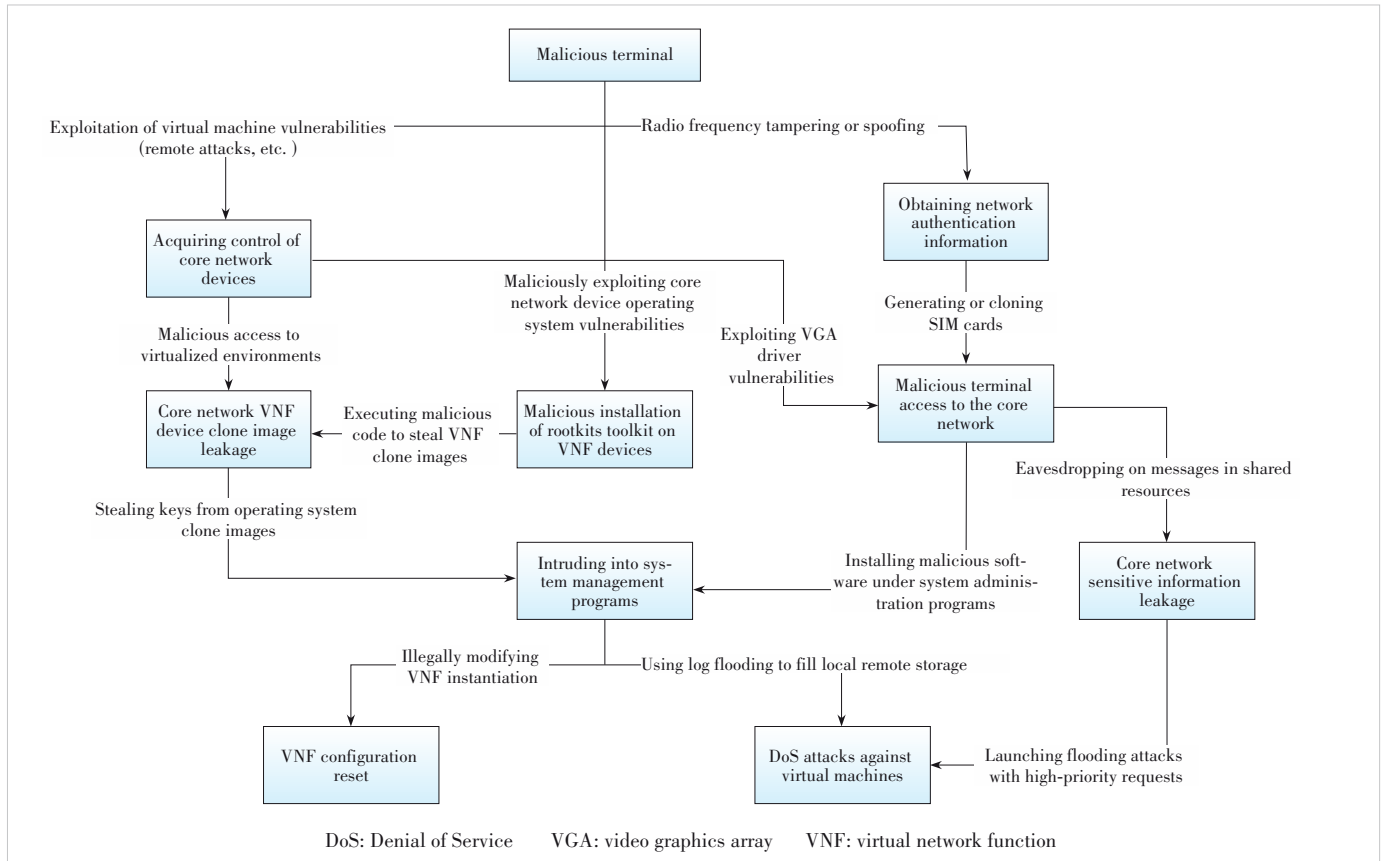 Malicious terminal
Exploitation of virtual machine vulnerabilities
(remote attacks, etc. )
Radio frequency tampering or spoofing
Obtaining network
authentication
information
Acquiring control of
core network
devices
Maliciously exploiting core
network device operating
system vulnerabilities
Generating or cloning
SIM cards
Malicious access to
virtualized environments
Exploiting VGA
driver
vulnerabilities
Malicious terminal
access to the core
network
Core network VNF
device clone image
leakage
Executing malicious
code to steal VNF
clone images
Malicious installation
of rootkits toolkit on
VNF devices
Eavesdropping on messages in shared
resources
Stealing keys from operating system
clone images
Intruding into sys-
tem management
programs
Installing malicious soft-
ware under system adminis-
tration programs
Core network
sensitive information
leakage
Illegally modifying
VNF instantiation
Using log flooding to fill local remote storage
VNF configuration
reset
DoS attacks against
virtual machines
Launching flooding attacks
with high-priority requests
DoS: Denial of Service VGA: video graphics array VNF: virtual network function